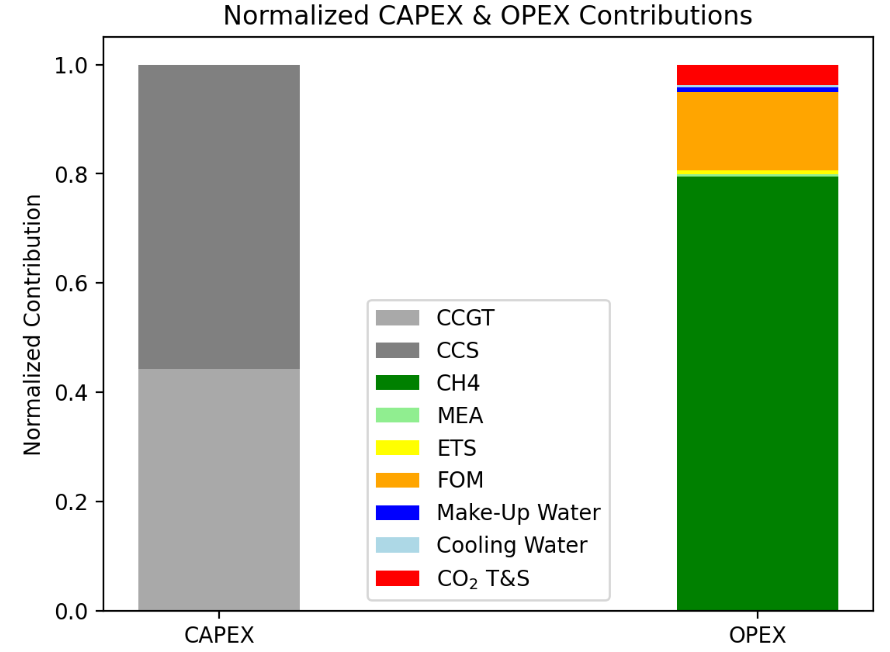 Normalized CAPEX & OPEX Contributions
Normalized Contribution
1.0
0.8
0.6
0.4
0.2
0.0
CCGT
CCS
CH4
MEA
ETS
FOM
Make-Up Water
Cooling Water
CO₂ T&S
CAPEX
OPEX